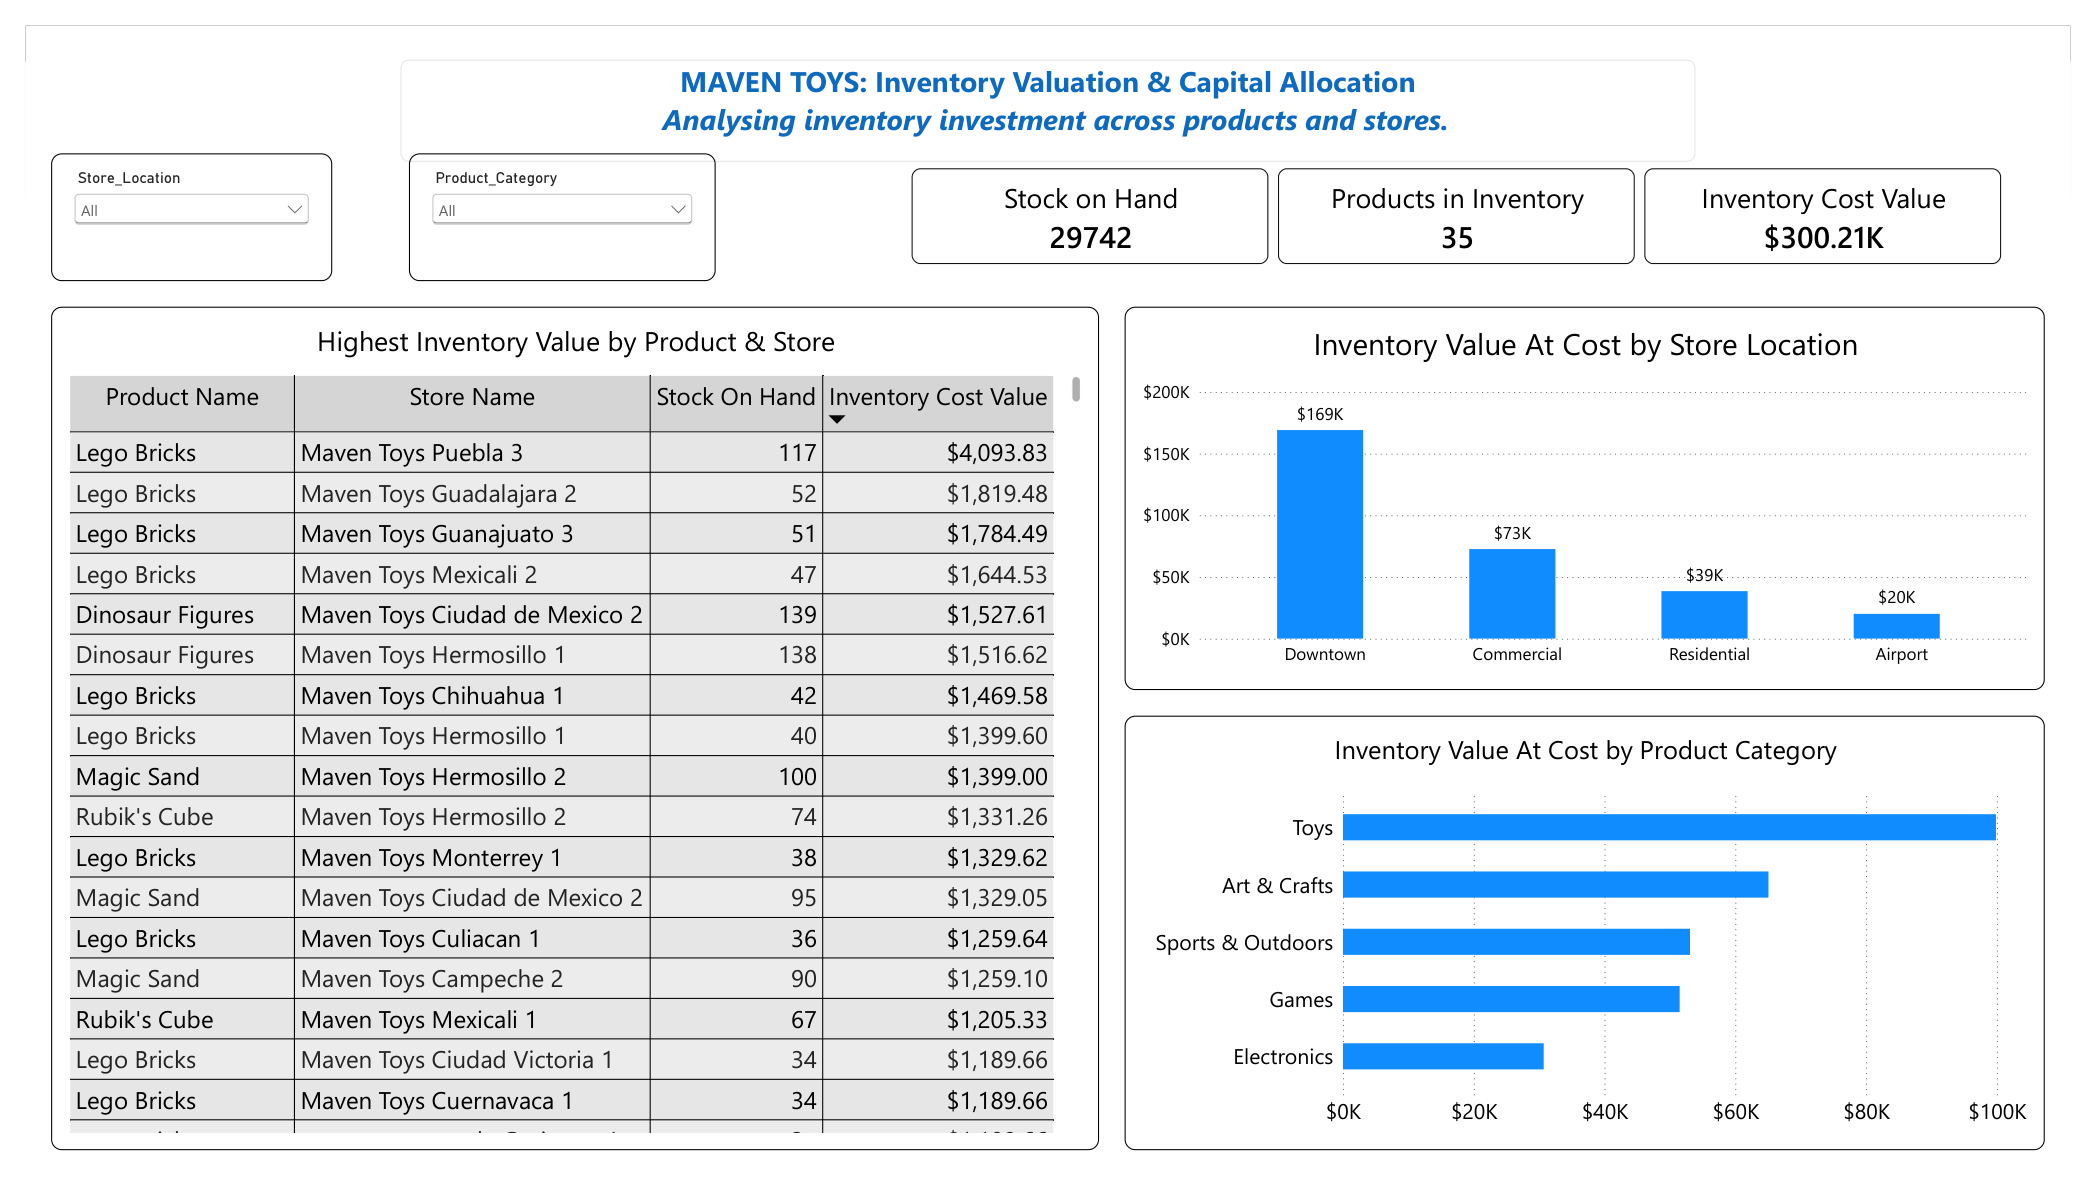 MAVEN TOYS: Inventory Valuation & Capital Allocation
Analysing inventory investment across products and stores.
Store_Location
All
Product_Category
All
Stock on Hand
29742
Products in Inventory
35
Inventory Cost Value
$300.21K
Highest Inventory Value by Product & Store
Product Name Store Name Stock On Hand Inventory Cost Value
Lego Bricks Maven Toys Puebla 3 117 $4,093.83
Lego Bricks Maven Toys Guadalajara 2 52 $1,819.48
Lego Bricks Maven Toys Guanajuato 3 51 $1,784.49
Lego Bricks Maven Toys Mexicali 2 47 $1,644.53
Dinosaur Figures Maven Toys Ciudad de Mexico 2 139 $1,527.61
Dinosaur Figures Maven Toys Hermosillo 1 138 $1,516.62
Lego Bricks Maven Toys Chihuahua 1 42 $1,469.58
Lego Bricks Maven Toys Hermosillo 1 40 $1,399.60
Magic Sand Maven Toys Hermosillo 2 100 $1,399.00
Rubik's Cube Maven Toys Hermosillo 2 74 $1,331.26
Lego Bricks Maven Toys Monterrey 1 38 $1,329.62
Magic Sand Maven Toys Ciudad de Mexico 2 95 $1,329.05
Lego Bricks Maven Toys Culiacan 1 36 $1,259.64
Magic Sand Maven Toys Campeche 2 90 $1,259.10
Rubik's Cube Maven Toys Mexicali 1 67 $1,205.33
Lego Bricks Maven Toys Ciudad Victoria 1 34 $1,189.66
Lego Bricks Maven Toys Cuernavaca 1 34 $1,189.66
Inventory Value At Cost by Store Location
$200K
$150K
$100K
$50K
$0K
$169K
$73K
$39K
$20K
Downtown Commercial Residential Airport
Inventory Value At Cost by Product Category
Toys
Art & Crafts
Sports & Outdoors
Games
Electronics
$0K $20K $40K $60K $80K $100K